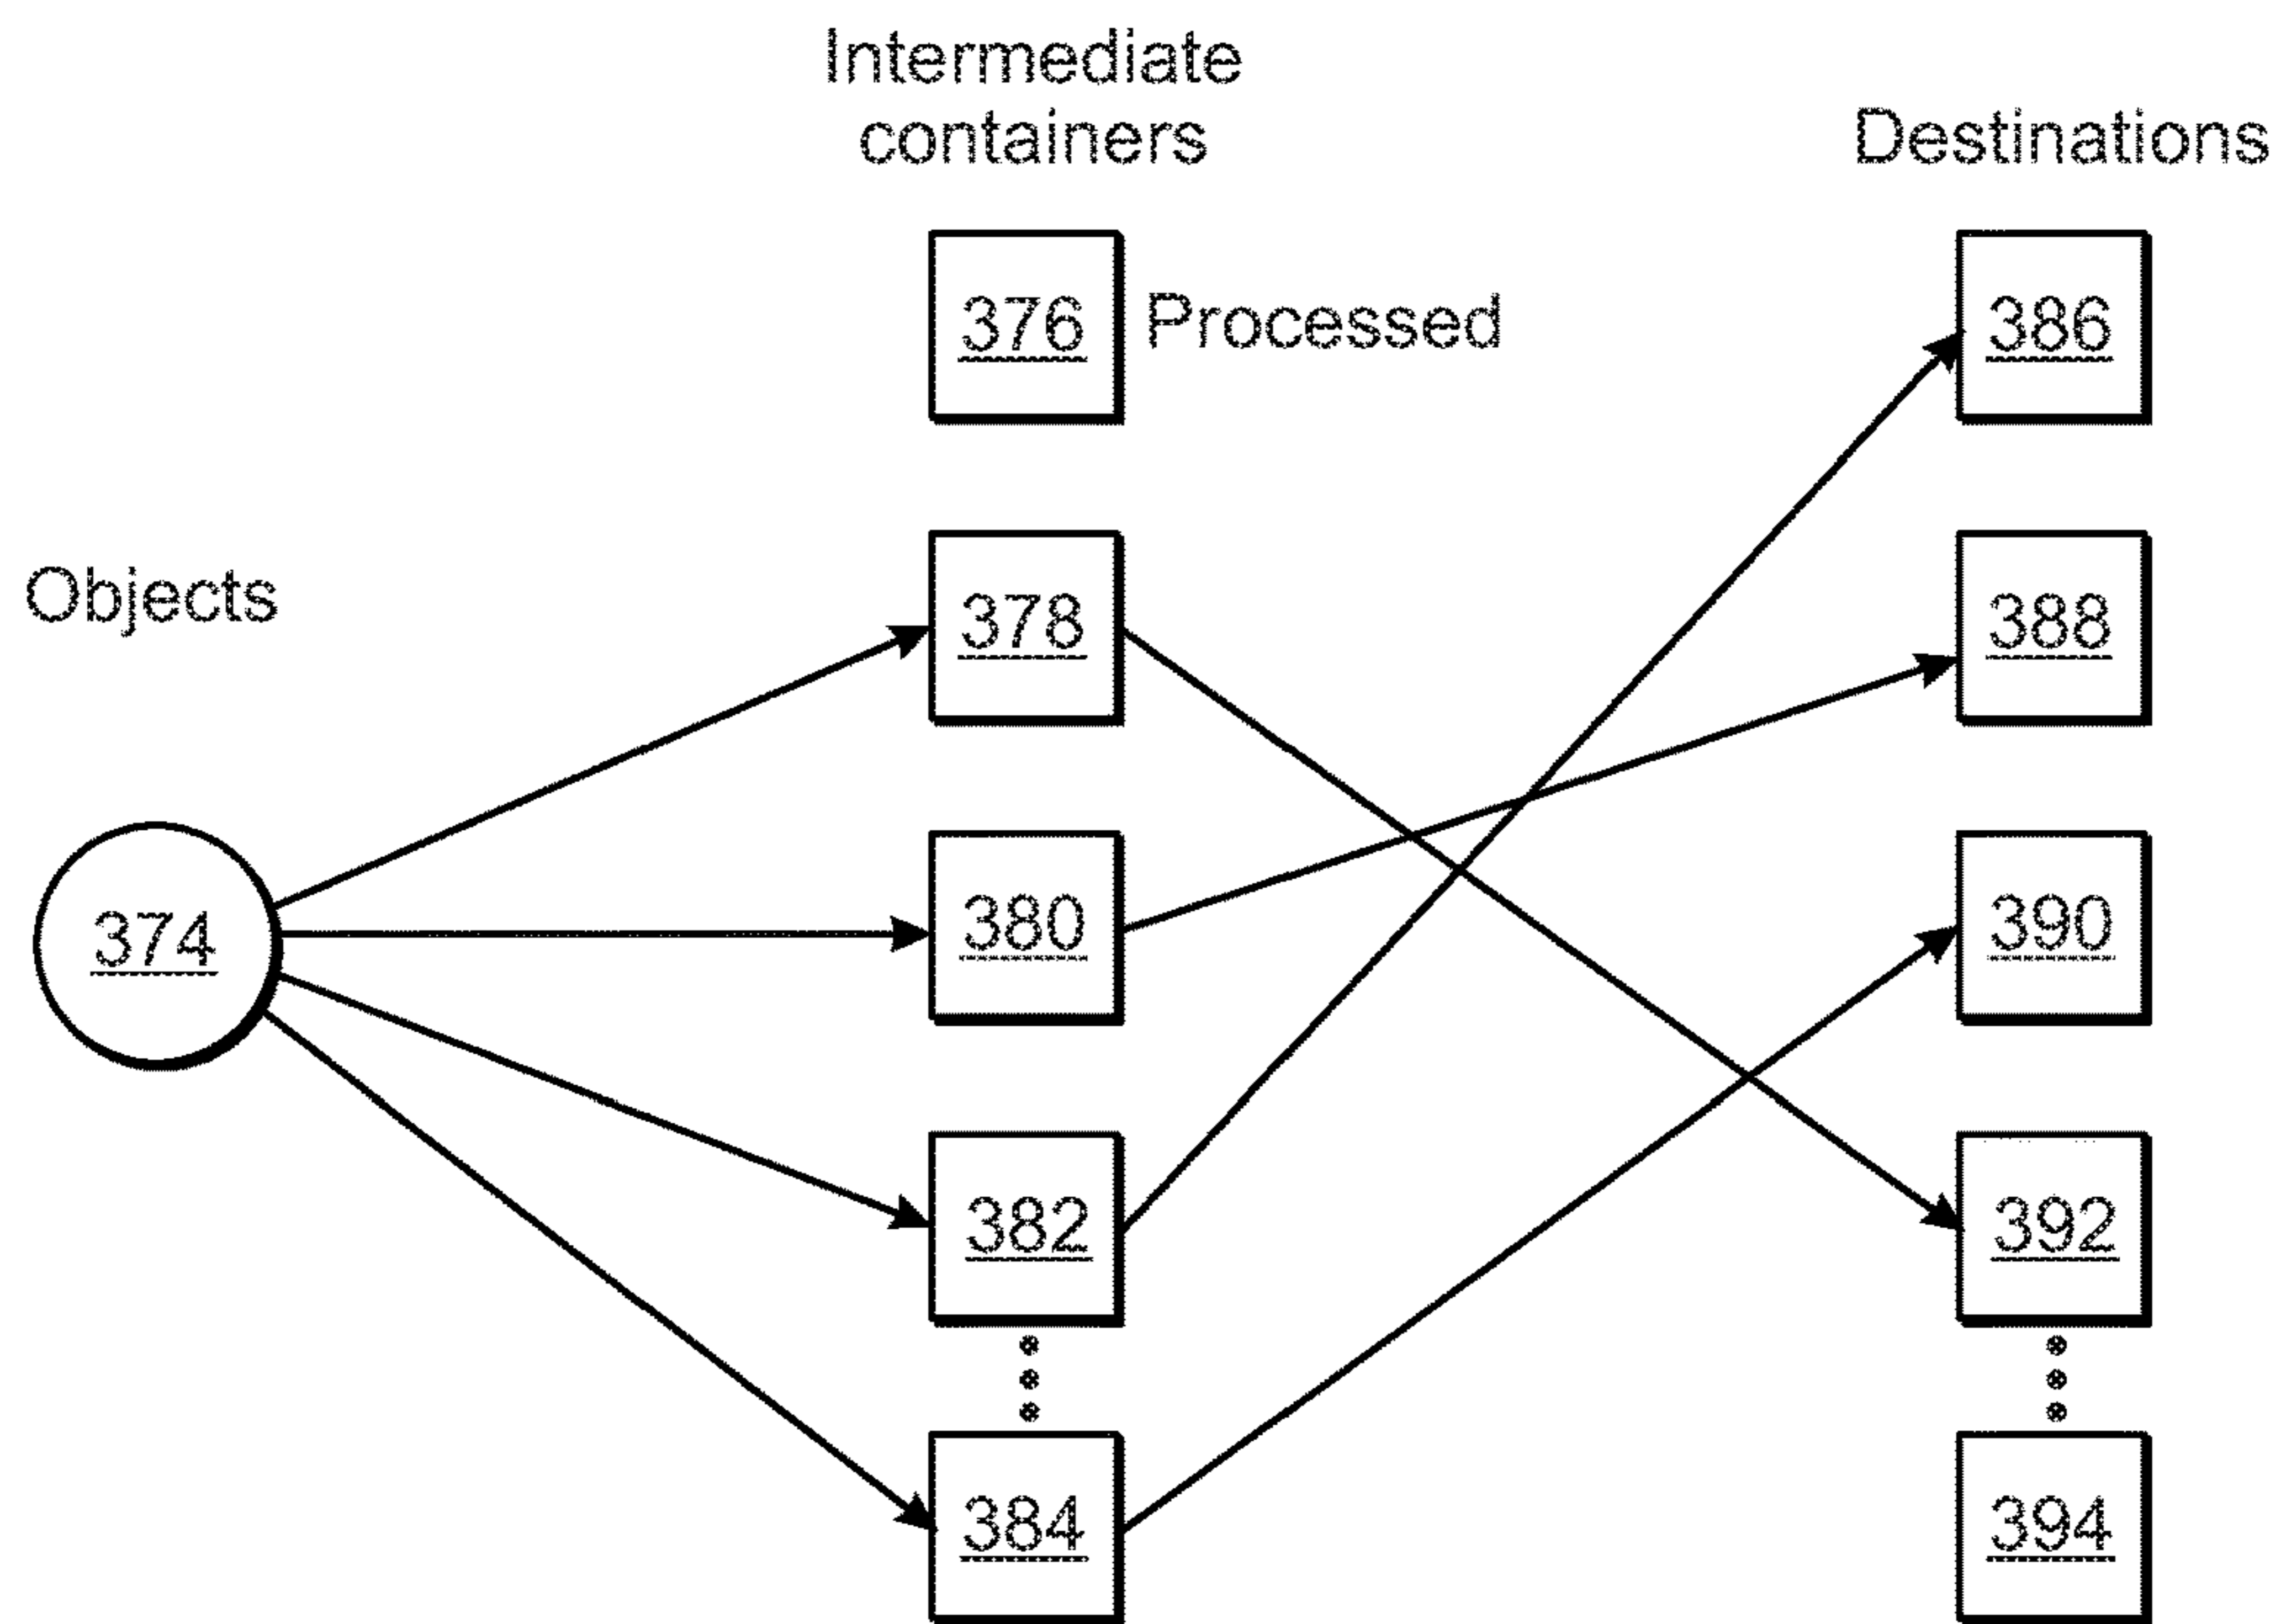 Intermediate
containers
Destinations
376 Processed
386
Objects
378
388
374
380
390
382
392
384
394